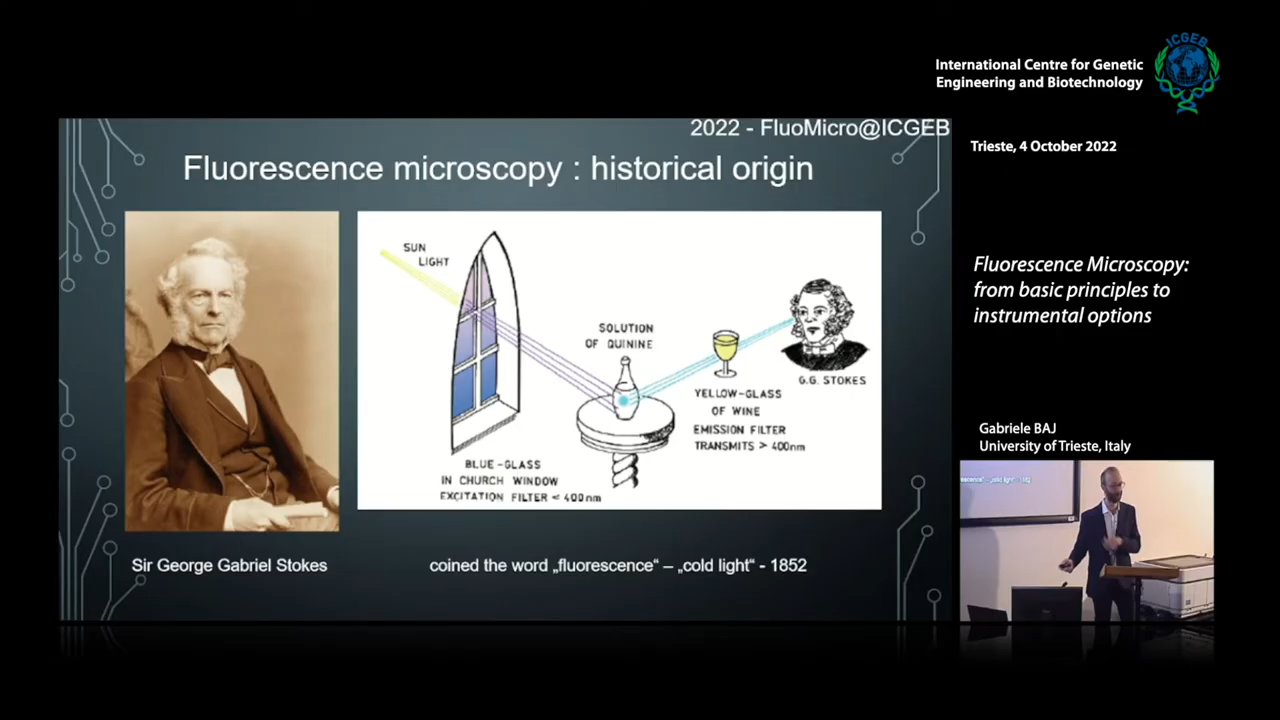 International Centre for Genetic
Engineering and Biotechnology
ICGEB
Trieste, 4 October 2022
2022 - FluoMicro@ICGEB
Fluorescence microscopy : historical origin
SUN
LIGHT
SOLUTION
OF QUININE
G.G. STOKES
YELLOW-GLASS
OF WINE
EMISSION FILTER
TRANSMITS > 400nm
BLUE-GLASS
IN CHURCH WINDOW
EXCITATION FILTER < 400nm
Sir George Gabriel Stokes
coined the word „fluorescence“ – „cold light“ - 1852
Fluorescence Microscopy:
from basic principles to
instrumental options
Gabriele BAJ
University of Trieste, Italy
„cold light“ - 1852